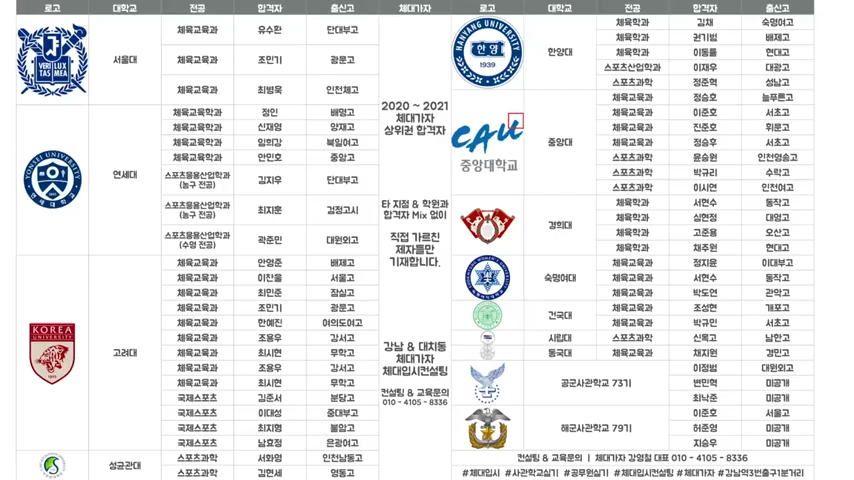 로고 대학교 전공 합격자 출신고 체대가자 로고 대학교 전공 합격자 출신고
서울대
체육교육과 유수환 단대부고
체육교육과 조민기 광문고
체육교육과 최병욱 인천체고
연세대
체육교육학과 정인 배명고
체육교육학과 신재영 양재고
체육교육학과 임희강 복일여고
체육교육학과 안민호 중앙고
스포츠응용산업학과
(농구 전공) 김지우 단대부고
스포츠응용산업학과
(농구 전공) 최지훈 검정고시
스포츠응용산업학과
(수영 전공) 곽준민 대원외고
KOREA
UNIVERSITY
고려대
체육교육과 안영준 배제고
체육교육과 이찬울 서울고
체육교육과 최민준 잠실고
체육교육과 조민기 광문고
체육교육과 한예진 여의도여고
체육교육과 조용우 강서고
체육교육과 최시현 무학고
체육교육과 조용우 강서고
체육교육과 최시현 무학고
국제스포츠 김준서 분당고
국제스포츠 이대성 중대부고
국제스포츠 최지형 불암고
국제스포츠 남효정 은광여고
성균관대
스포츠과학 서화영 인천남동고
스포츠과학 김현세 영동고
2020 ~ 2021
체대가자
상위권 합격자
타 지점 & 학원과
합격자 Mix 없이
직접 가르친
제자들만
기재합니다.
강남 & 대치동
체대가자
체대입시컨설팅
컨설팅 & 교육문의
010 - 4105 - 8336
HANYANG UNIVERSITY
한양
1939
한양대
체육학과 김채 숙명여고
체육학과 권기범 배제고
체육학과 이동률 현대고
스포츠산업학과 이재우 대광고
스포츠과학 정준혁 성남고
CAU
중앙대학교
중앙대
체육교육과 정승호 늘푸른고
체육교육과 이준호 서초고
체육교육과 진준호 휘문고
체육교육과 정승후 서초고
스포츠과학 윤승원 인천영송고
스포츠과학 박규리 수락고
스포츠과학 이시연 인천여고
경희대
체육학과 서현수 동작고
체육학과 심현정 대영고
체육학과 고준용 오산고
체육학과 채주원 현대고
숙명여대
체육교육과 정지윤 이대부고
체육교육과 서현수 동작고
체육교육과 박도연 관악고
건국대
체육교육과 조성현 개포고
체육교육과 박규민 서초고
시립대 스포츠과학 신목고 남한고
동국대 체육교육과 채지원 경민고
공군사관학교 73기
이정범 대원외고
변민혁 미공개
최낙준 미공개
해군사관학교 79기
이준호 서울고
허준영 미공개
지승우 미공개
컨설팅 & 교육문의 ㅣ 체대가자 강영철 대표 010 - 4105 - 8336
#체대입시 #사관학교실기 #공무원실기 #체대입시컨설팅 #체대가자 #강남역3번출구1분거리